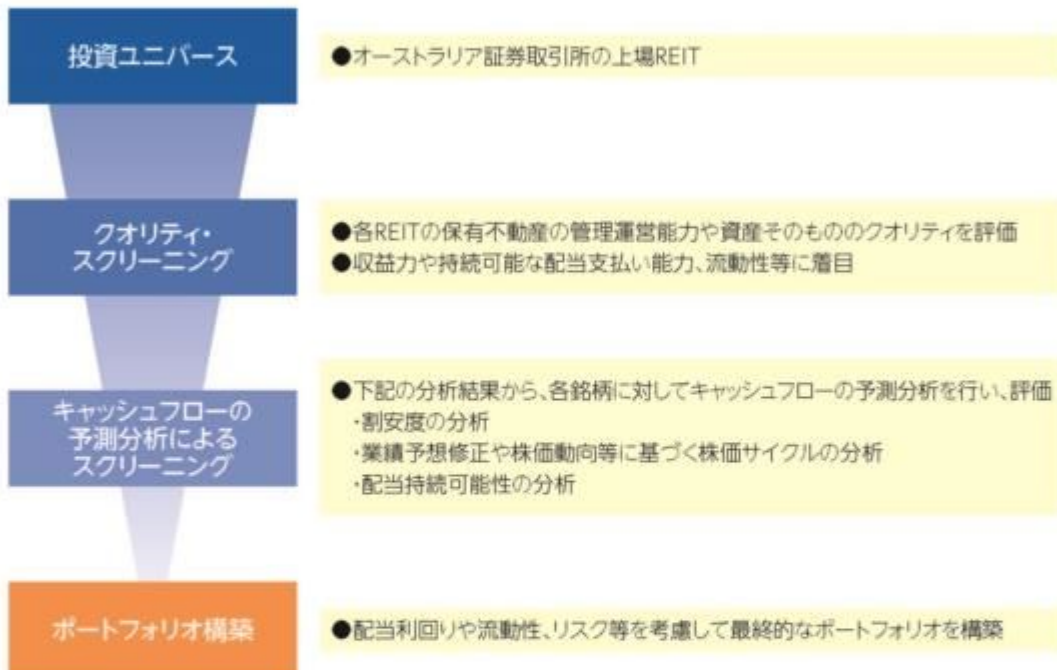 投資ユニバース
●オーストラリア証券取引所の上場REIT
クオリティ・
スクリーニング
●各REITの保有不動産の管理運営能力や資産そのもののクオリティを評価
●収益力や持続可能な配当支払い能力、流動性等に着目
キャッシュフローの
予測分析による
スクリーニング
●下記の分析結果から、各銘柄に対してキャッシュフローの予測分析を行い、評価
・割安度の分析
・業績予想修正や株価動向等に基づく株価サイクルの分析
・配当持続可能性の分析
ポートフォリオ構築
●配当利回りや流動性、リスク等を考慮して最終的なポートフォリオを構築